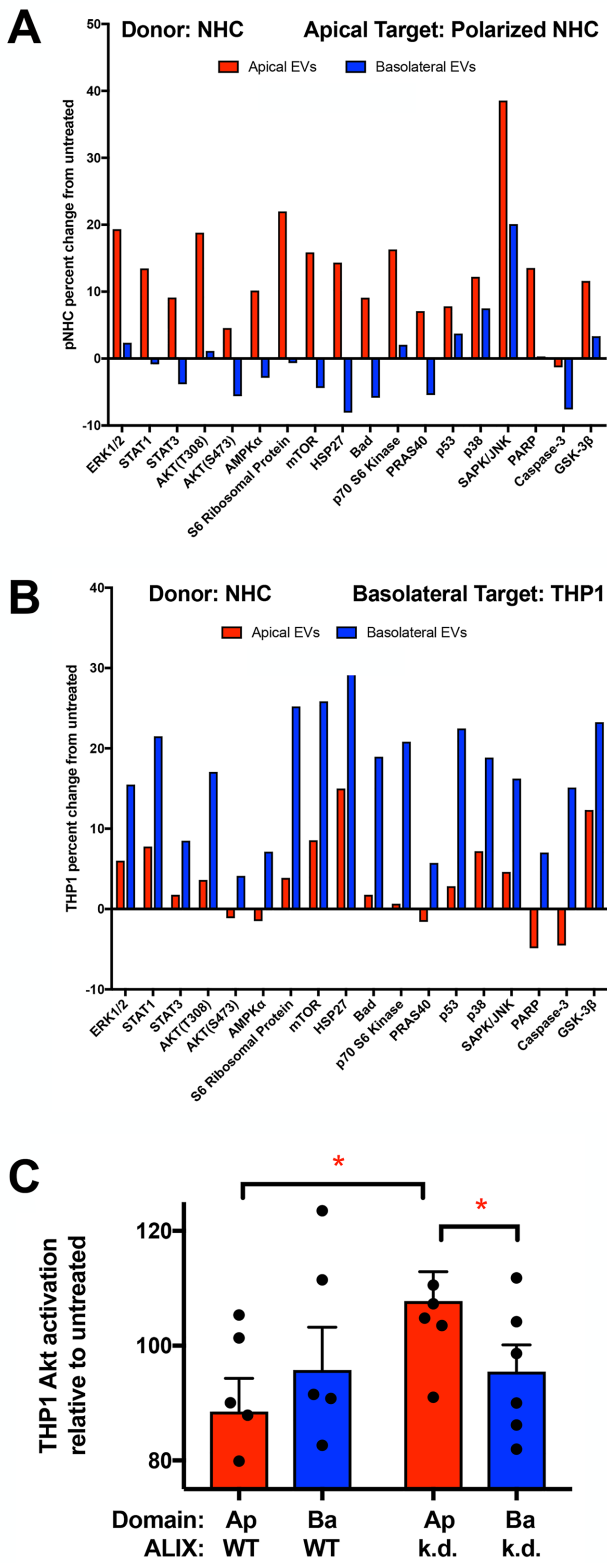 A
Donor: NHC Apical Target: Polarized NHC
Apical EVs Basolateral EVs
pNHC percent change from untreated
50
40
30
20
10
0
-10
ERK1/2
STAT1
STAT3
AKT(T308)
AKT(S473)
AMPKα
S6 Ribosomal Protein
mTOR
HSP27
Bad
p70 S6 Kinase
PRAS40
p53
p38
SAPK/JNK
PARP
Caspase-3
GSK-3β
B
Donor: NHC Basolateral Target: THP1
Apical EVs Basolateral EVs
THP1 percent change from untreated
40
30
20
10
0
-10
ERK1/2
STAT1
STAT3
AKT(T308)
AKT(S473)
AMPKα
S6 Ribosomal Protein
mTOR
HSP27
Bad
p70 S6 Kinase
PRAS40
p53
p38
SAPK/JNK
PARP
Caspase-3
GSK-3β
C
*
*
THP1 Akt activation
relative to untreated
120
100
80
Domain: Ap Ba Ap Ba
ALIX: WT WT k.d. k.d.